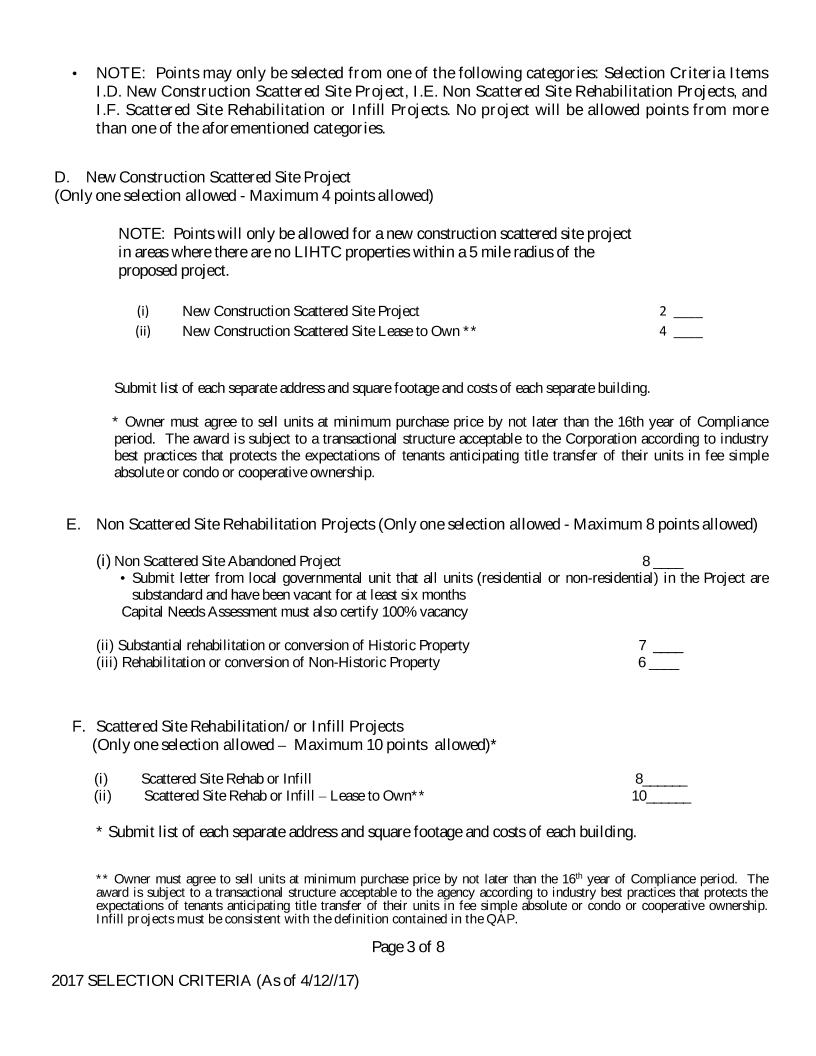 • NOTE: Points may only be selected from one of the following categories: Selection Criteria Items
I.D. New Construction Scattered Site Project, I.E. Non Scattered Site Rehabilitation Projects, and
I.F. Scattered Site Rehabilitation or Infill Projects. No project will be allowed points from more
than one of the aforementioned categories.
D. New Construction Scattered Site Project
(Only one selection allowed - Maximum 4 points allowed)
NOTE: Points will only be allowed for a new construction scattered site project
in areas where there are no LIHTC properties within a 5 mile radius of the
proposed project.
(i) New Construction Scattered Site Project 2 ____
(ii) New Construction Scattered Site Lease to Own ** 4 ____
Submit list of each separate address and square footage and costs of each separate building.
* Owner must agree to sell units at minimum purchase price by not later than the 16th year of Compliance
period. The award is subject to a transactional structure acceptable to the Corporation according to industry
best practices that protects the expectations of tenants anticipating title transfer of their units in fee simple
absolute or condo or cooperative ownership.
E. Non Scattered Site Rehabilitation Projects (Only one selection allowed - Maximum 8 points allowed)
(i) Non Scattered Site Abandoned Project 8 ____
• Submit letter from local governmental unit that all units (residential or non-residential) in the Project are
substandard and have been vacant for at least six months
Capital Needs Assessment must also certify 100% vacancy
(ii) Substantial rehabilitation or conversion of Historic Property 7 ____
(iii) Rehabilitation or conversion of Non-Historic Property 6 ____
F. Scattered Site Rehabilitation/ or Infill Projects
(Only one selection allowed – Maximum 10 points allowed)*
(i) Scattered Site Rehab or Infill 8______
(ii) Scattered Site Rehab or Infill – Lease to Own** 10______
* Submit list of each separate address and square footage and costs of each building.
** Owner must agree to sell units at minimum purchase price by not later than the 16th year of Compliance period. The
award is subject to a transactional structure acceptable to the agency according to industry best practices that protects the
expectations of tenants anticipating title transfer of their units in fee simple absolute or condo or cooperative ownership.
Infill projects must be consistent with the definition contained in the QAP.
Page 3 of 8
2017 SELECTION CRITERIA (As of 4/12//17)